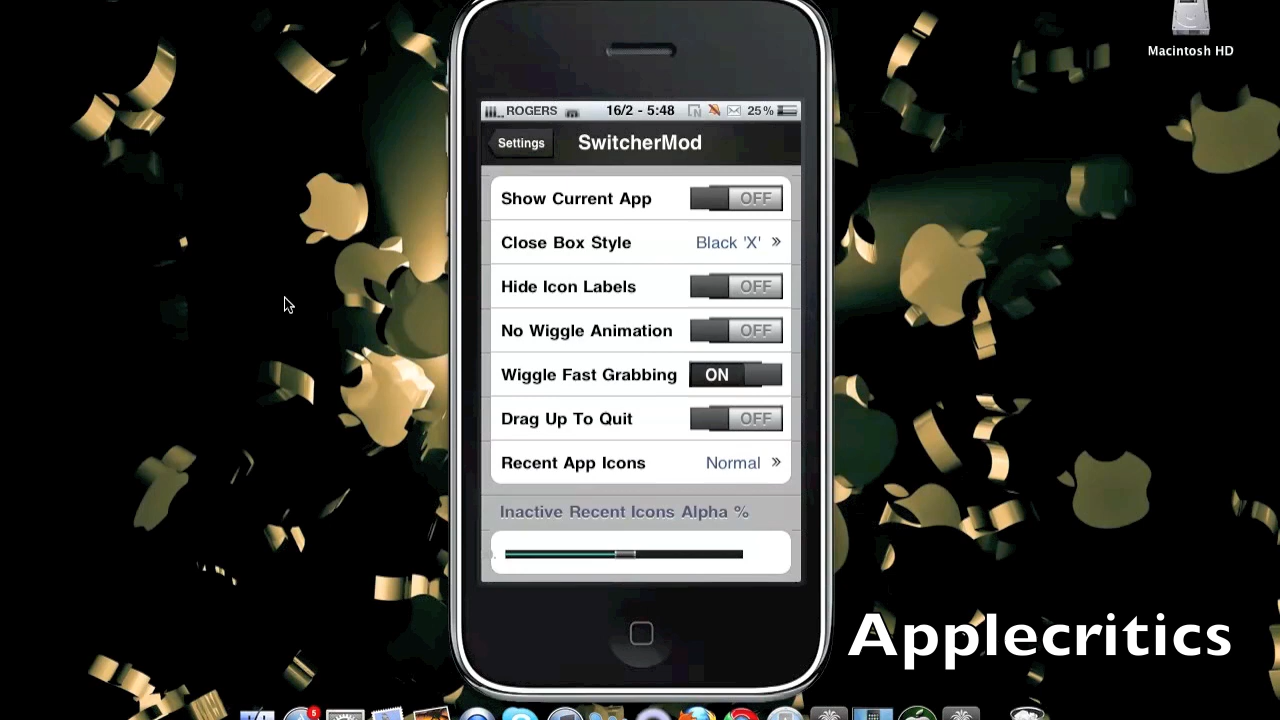 Macintosh HD
ROGERS 16/2 - 5:48 25%
Settings SwitcherMod
Show Current App OFF
Close Box Style Black 'X' »
Hide Icon Labels OFF
No Wiggle Animation OFF
Wiggle Fast Grabbing ON
Drag Up To Quit OFF
Recent App Icons Normal »
Inactive Recent Icons Alpha %
Applecritics
5